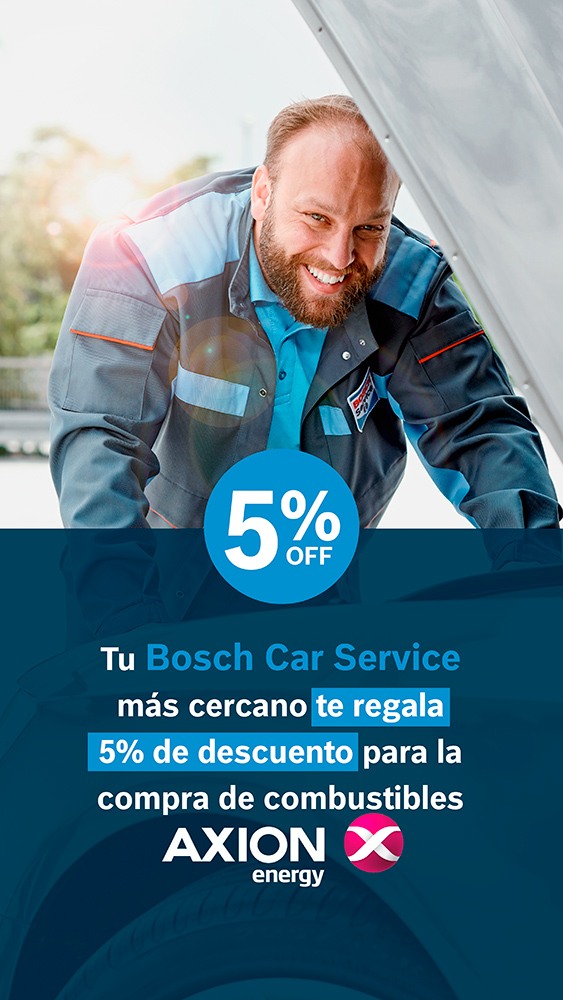 5%
OFF
Tu Bosch Car Service
más cercano te regala
5% de descuento para la
compra de combustibles
AXION
energy